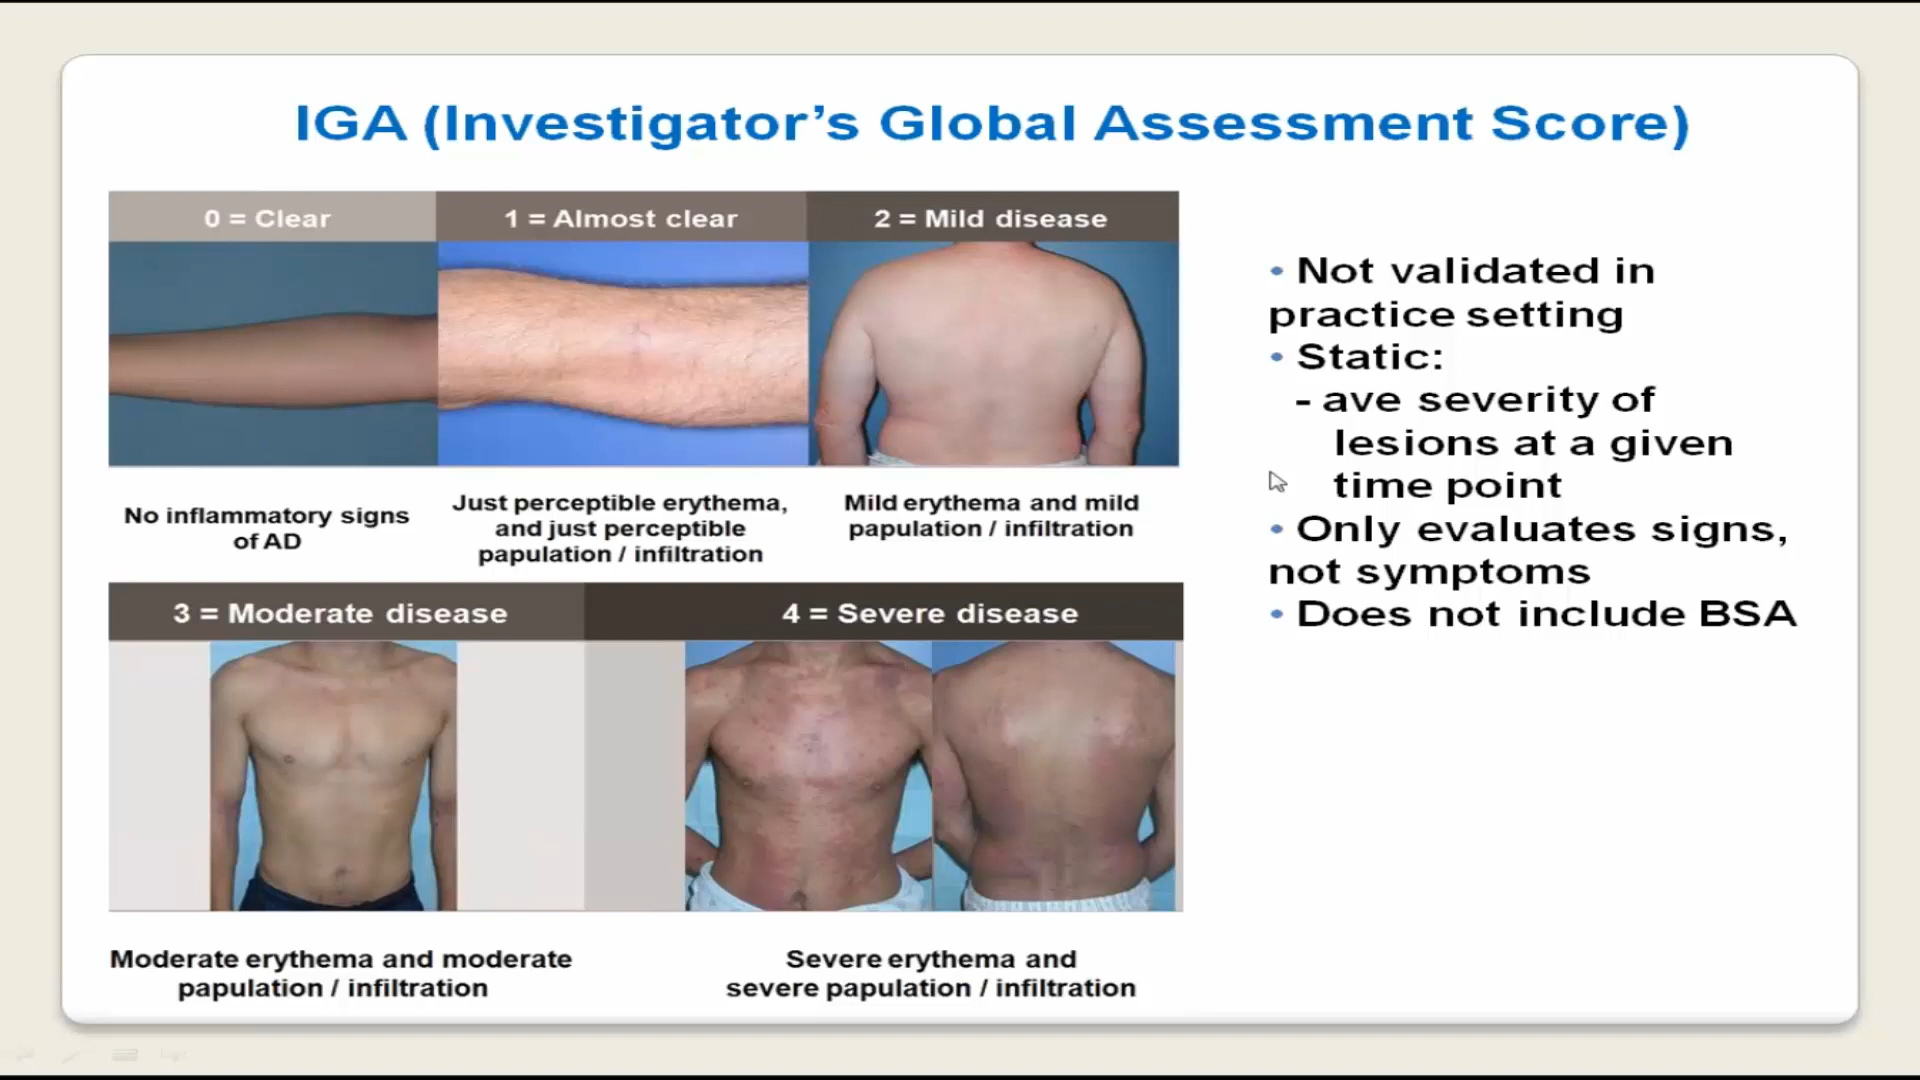 IGA (Investigator's Global Assessment Score)
0 = Clear
1 = Almost clear
2 = Mild disease
No inflammatory signs
of AD
Just perceptible erythema,
and just perceptible
papulation / infiltration
Mild erythema and mild
papulation / infiltration
3 = Moderate disease
4 = Severe disease
Moderate erythema and moderate
papulation / infiltration
Severe erythema and
severe papulation / infiltration
• Not validated in
practice setting
• Static:
- ave severity of
lesions at a given
time point
• Only evaluates signs,
not symptoms
• Does not include BSA